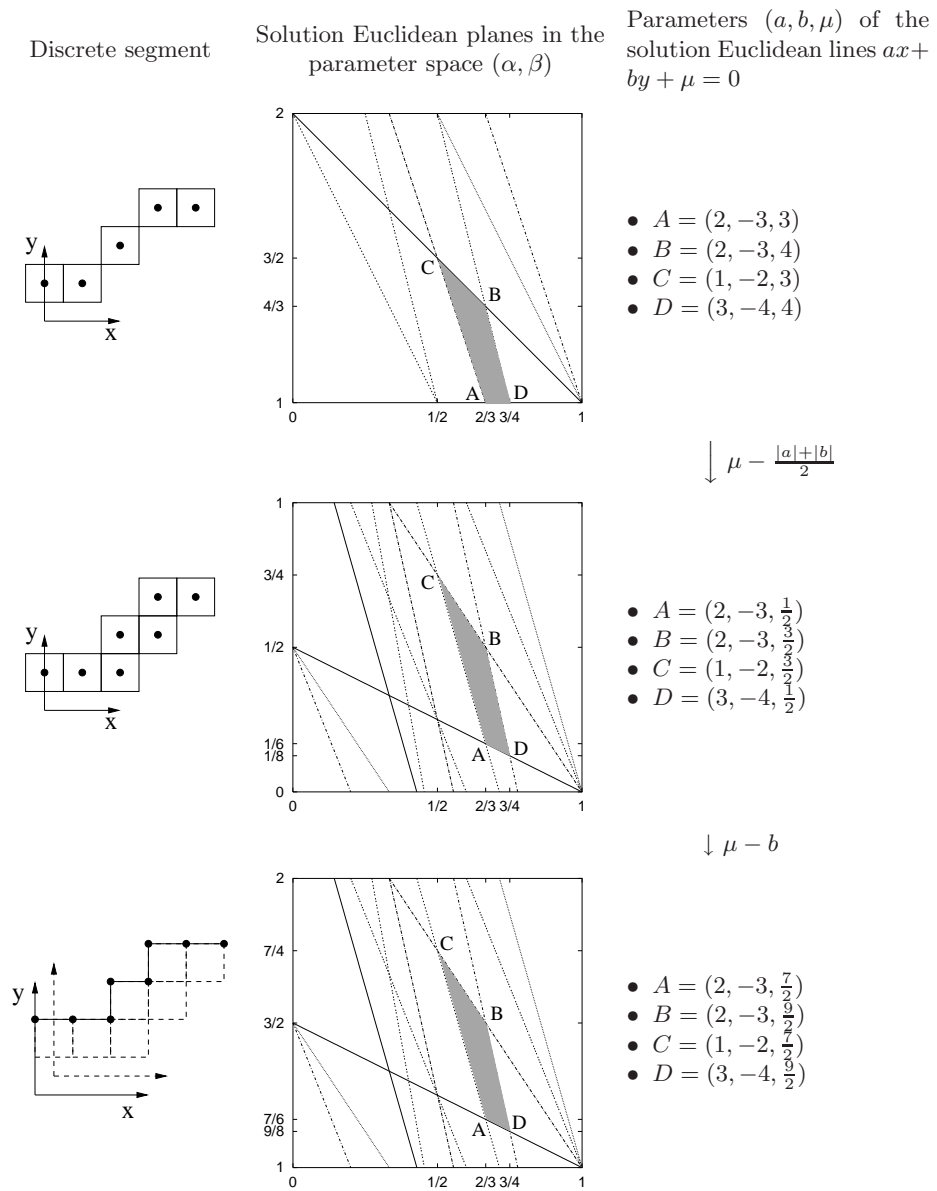 Discrete segment
Solution Euclidean planes in the
parameter space (α, β)
Parameters (a, b, μ) of the
solution Euclidean lines ax+
by + μ = 0
y
x
2
3/2
4/3
1
0
1/2
2/3
3/4
1
C
B
A
D
• A = (2, −3, 3)
• B = (2, −3, 4)
• C = (1, −2, 3)
• D = (3, −4, 4)
↓ μ − (|a|+|b|)/2
y
x
1
3/4
1/2
1/6
1/8
0
0
1/2
2/3
3/4
1
C
B
A
D
• A = (2, −3, 1/2)
• B = (2, −3, 3/2)
• C = (1, −2, 3/2)
• D = (3, −4, 1/2)
↓ μ − b
y
x
2
7/4
3/2
7/6
9/8
1
0
1/2
2/3
3/4
1
C
B
A
D
• A = (2, −3, 7/2)
• B = (2, −3, 9/2)
• C = (1, −2, 7/2)
• D = (3, −4, 9/2)